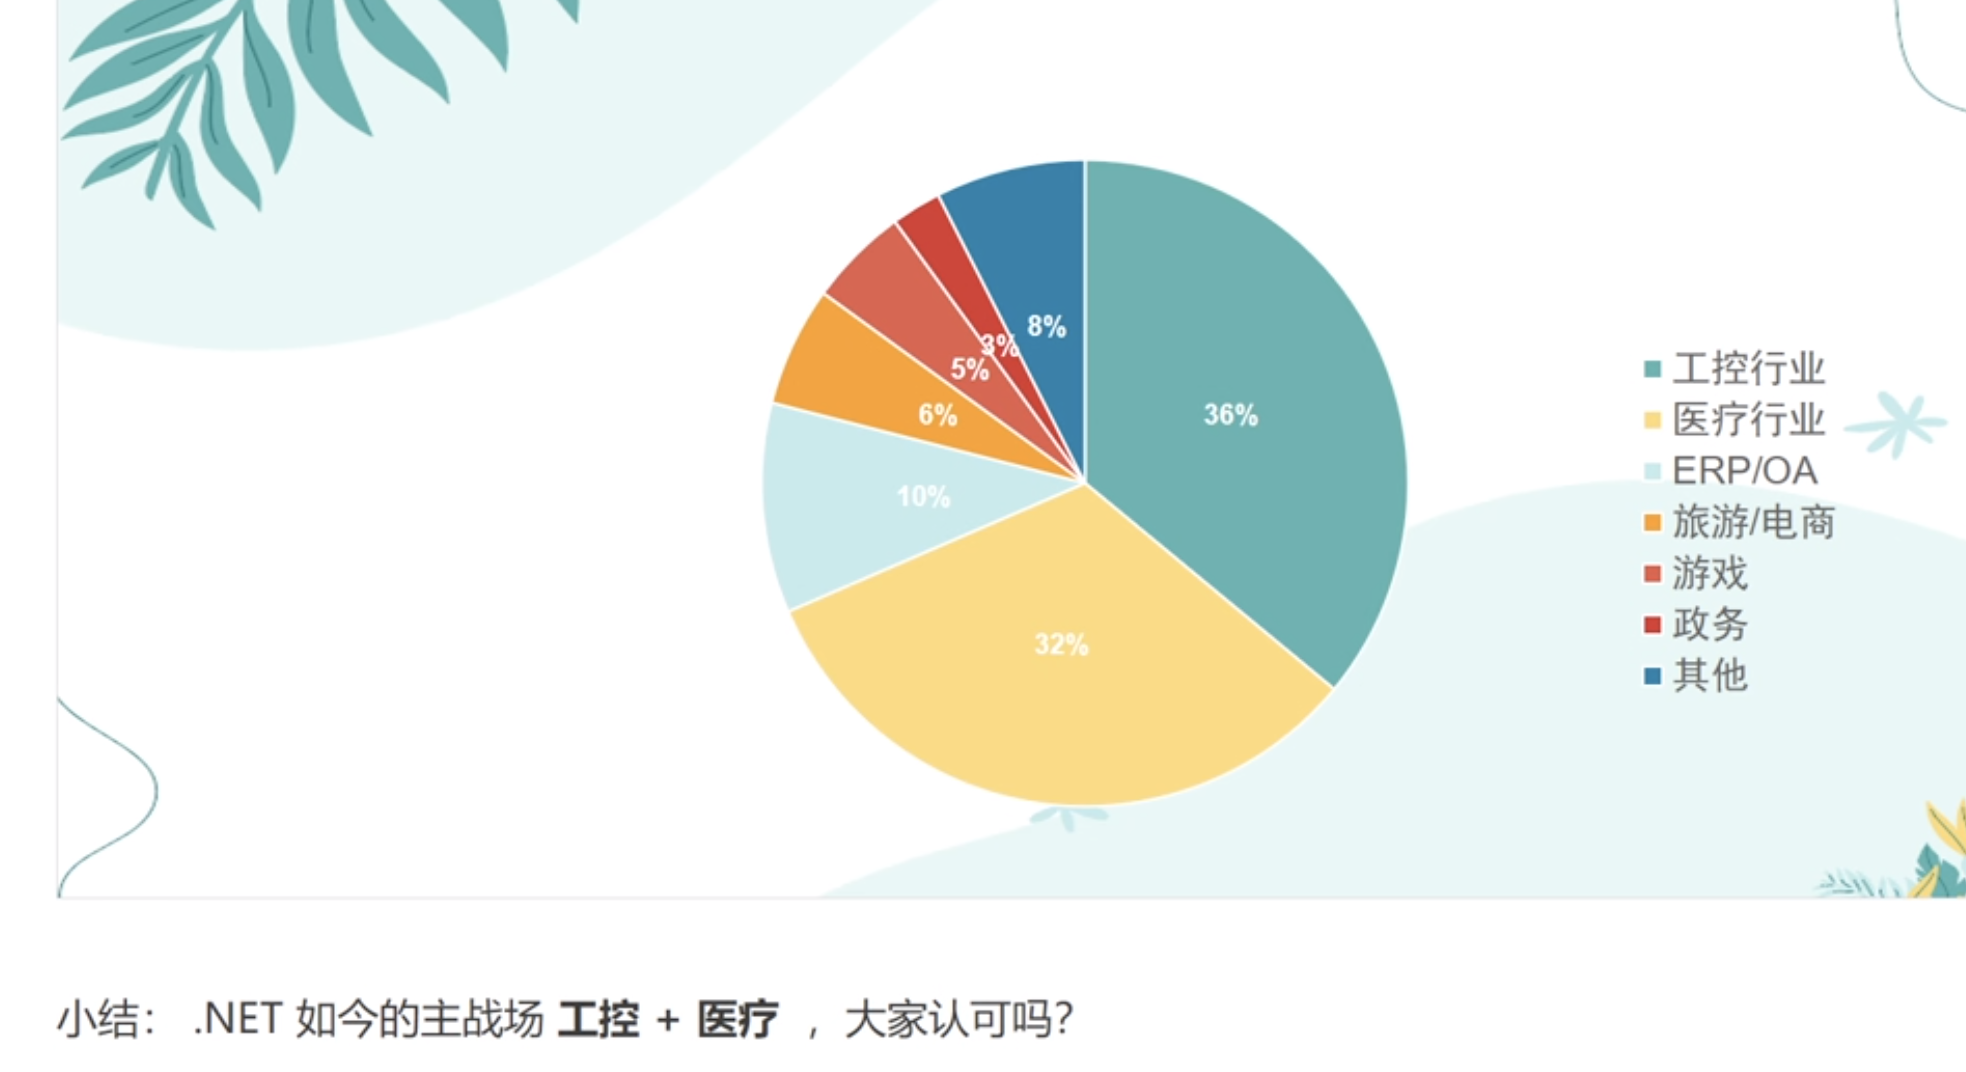 8%
3%
5%
36%
6%
10%
32%
工控行业
医疗行业
ERP/OA
旅游/电商
游戏
政务
其他
小结： .NET 如今的主战场 工控 + 医疗 ，大家认可吗？